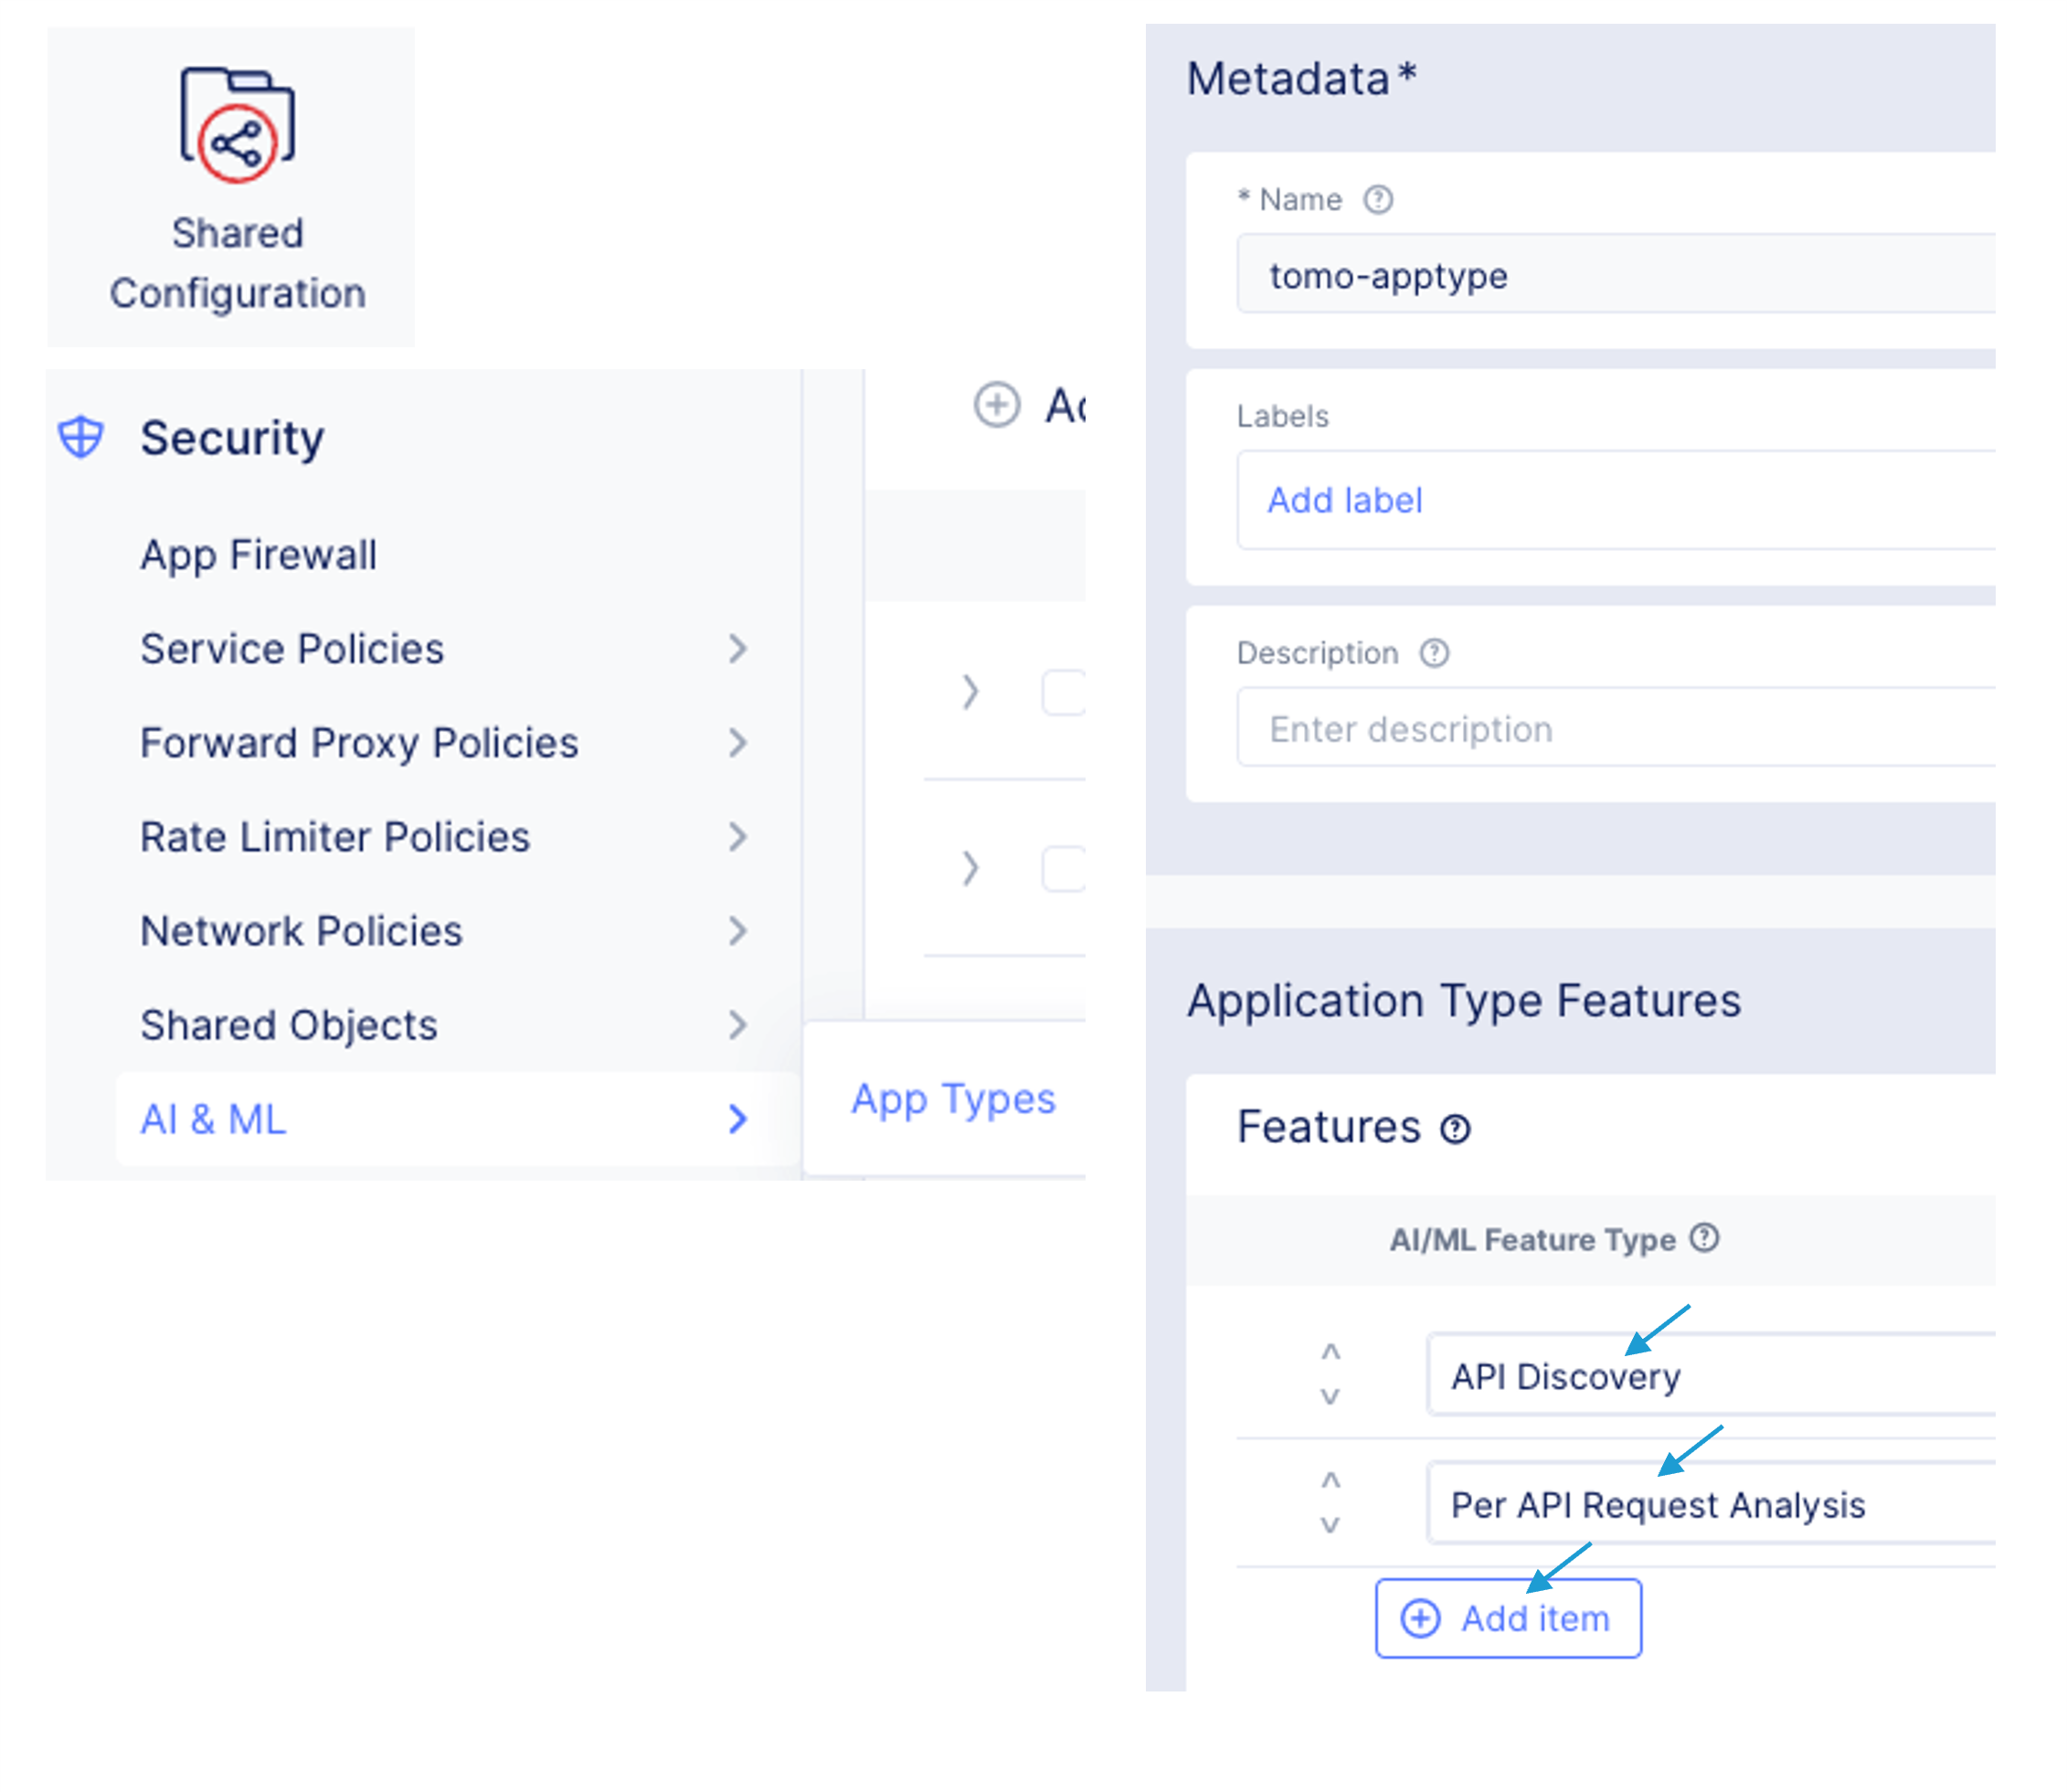 Shared
Configuration
Security
App Firewall
Service Policies
Forward Proxy Policies
Rate Limiter Policies
Network Policies
Shared Objects
AI & ML
App Types
Metadata*
* Name
tomo-apptype
Labels
Add label
Description
Enter description
Application Type Features
Features
AI/ML Feature Type
API Discovery
Per API Request Analysis
Add item